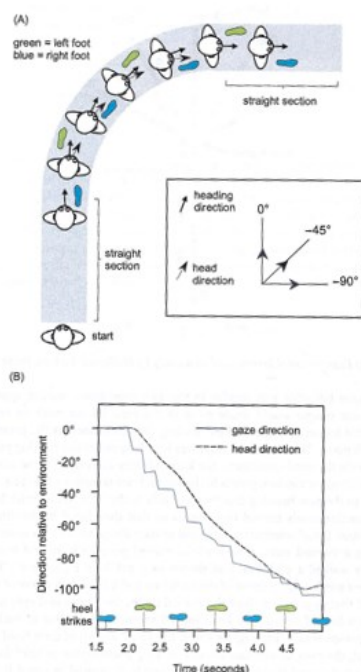 (A)
green = left foot
blue = right foot
straight section
straight
section
start
heading
direction
head
direction
0°
−45°
−90°
(B)
Direction relative to environment
0°
-20°
-40°
-60°
-80°
-100°
gaze direction
head direction
heel
strikes
1.5 2.0 2.5 3.0 3.5 4.0 4.5
Time (seconds)